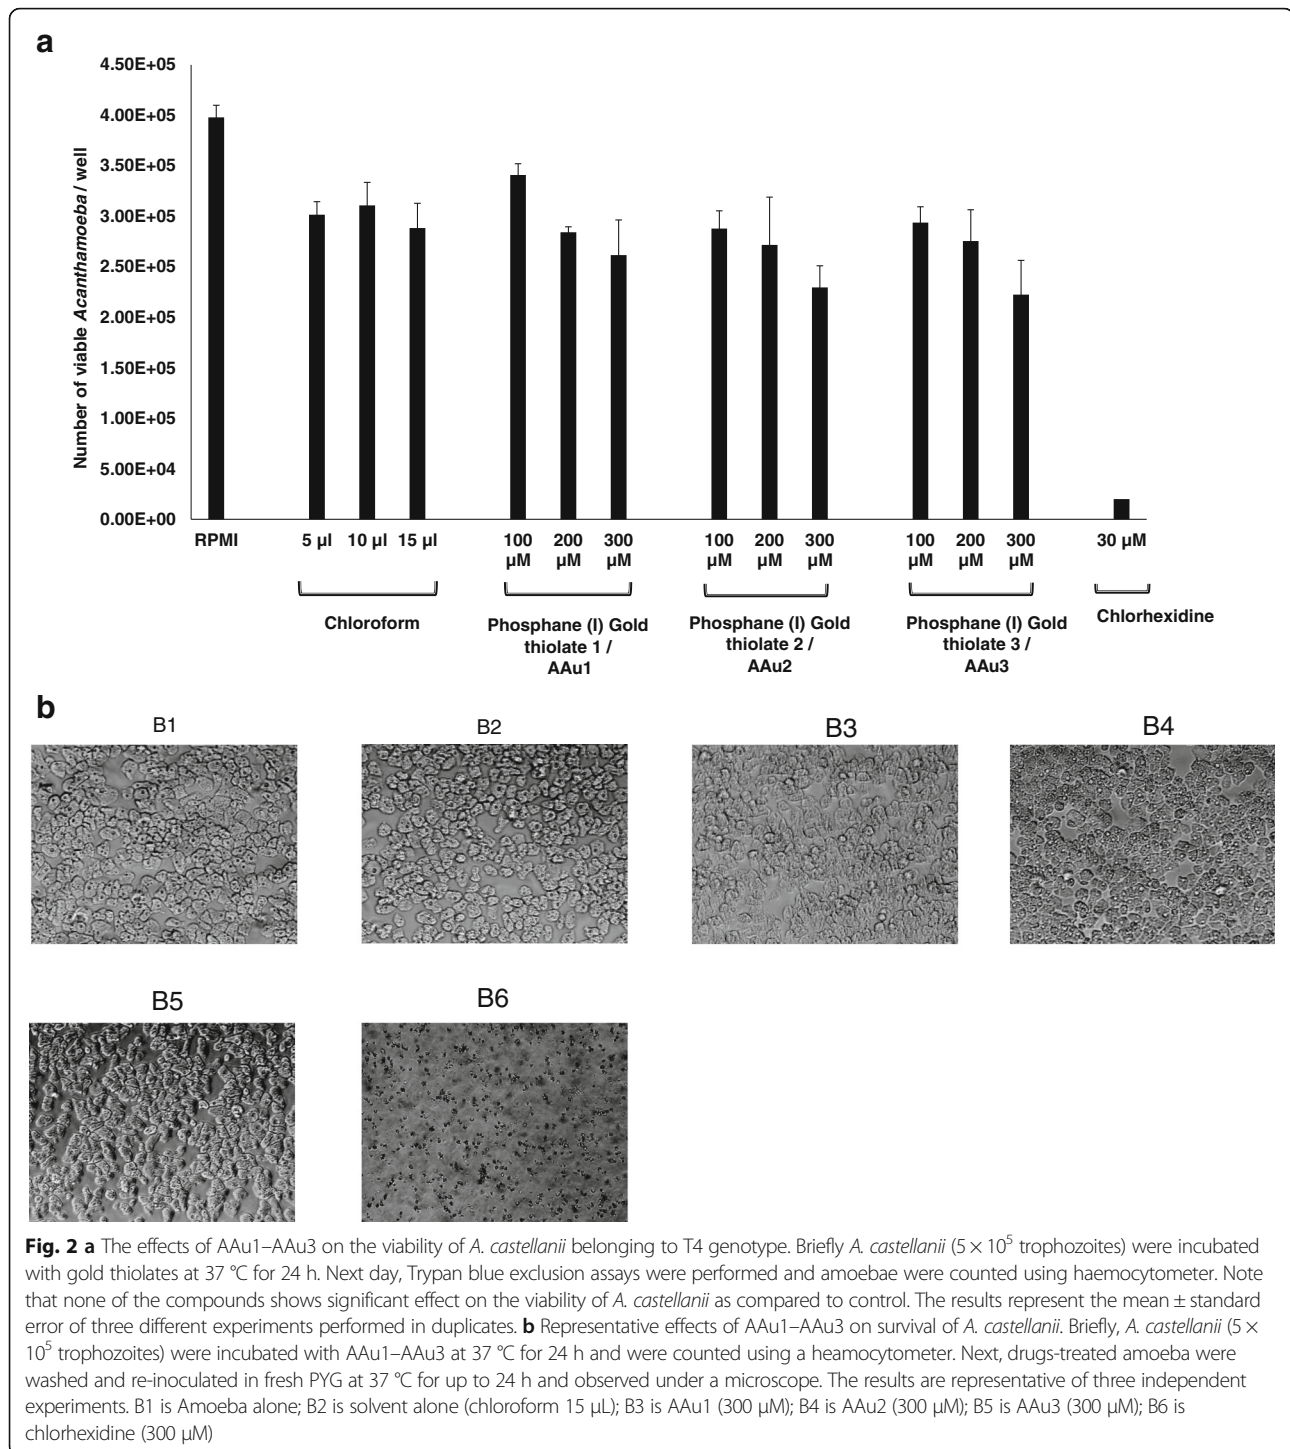 a
4.50E+05
4.00E+05
3.50E+05
3.00E+05
2.50E+05
2.00E+05
1.50E+05
1.00E+05
5.00E+04
0.00E+00
Number of viable Acanthamoeba / well
RPMI 5 µl 10 µl 15 µl 100 µM 200 µM 300 µM 100 µM 200 µM 300 µM 100 µM 200 µM 300 µM 30 µM
Chloroform
Phosphane (I) Gold
thiolate 1 /
AAu1
Phosphane (I) Gold
thiolate 2 /
AAu2
Phosphane (I) Gold
thiolate 3 /
AAu3
Chlorhexidine
b
B1 B2 B3 B4
B5 B6
Fig. 2 a The effects of AAu1–AAu3 on the viability of A. castellanii belonging to T4 genotype. Briefly A. castellanii (5 × 10⁵ trophozoites) were incubated
with gold thiolates at 37 °C for 24 h. Next day, Trypan blue exclusion assays were performed and amoebae were counted using haemocytometer. Note
that none of the compounds shows significant effect on the viability of A. castellanii as compared to control. The results represent the mean ± standard
error of three different experiments performed in duplicates. b Representative effects of AAu1–AAu3 on survival of A. castellanii. Briefly, A. castellanii (5 ×
10⁵ trophozoites) were incubated with AAu1–AAu3 at 37 °C for 24 h and were counted using a heamocytometer. Next, drugs-treated amoeba were
washed and re-inoculated in fresh PYG at 37 °C for up to 24 h and observed under a microscope. The results are representative of three independent
experiments. B1 is Amoeba alone; B2 is solvent alone (chloroform 15 µL); B3 is AAu1 (300 µM); B4 is AAu2 (300 µM); B5 is AAu3 (300 µM); B6 is
chlorhexidine (300 µM)